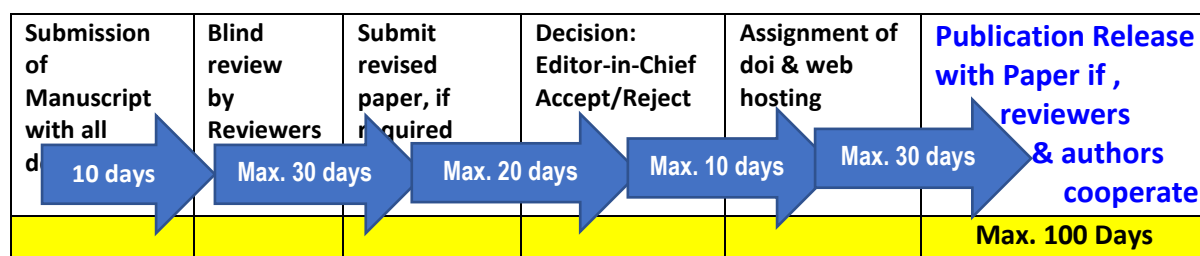 Submission
of
Manuscript
with all
Blind
review
by
Reviewers
Submit
revised
paper, if
required
Decision:
Editor-in-Chief
Accept/Reject
Assignment of
doi & web
hosting
Publication Release
with Paper if ,
reviewers
& authors
cooperate
10 days
Max. 30 days
Max. 20 days
Max. 10 days
Max. 30 days
Max. 100 Days